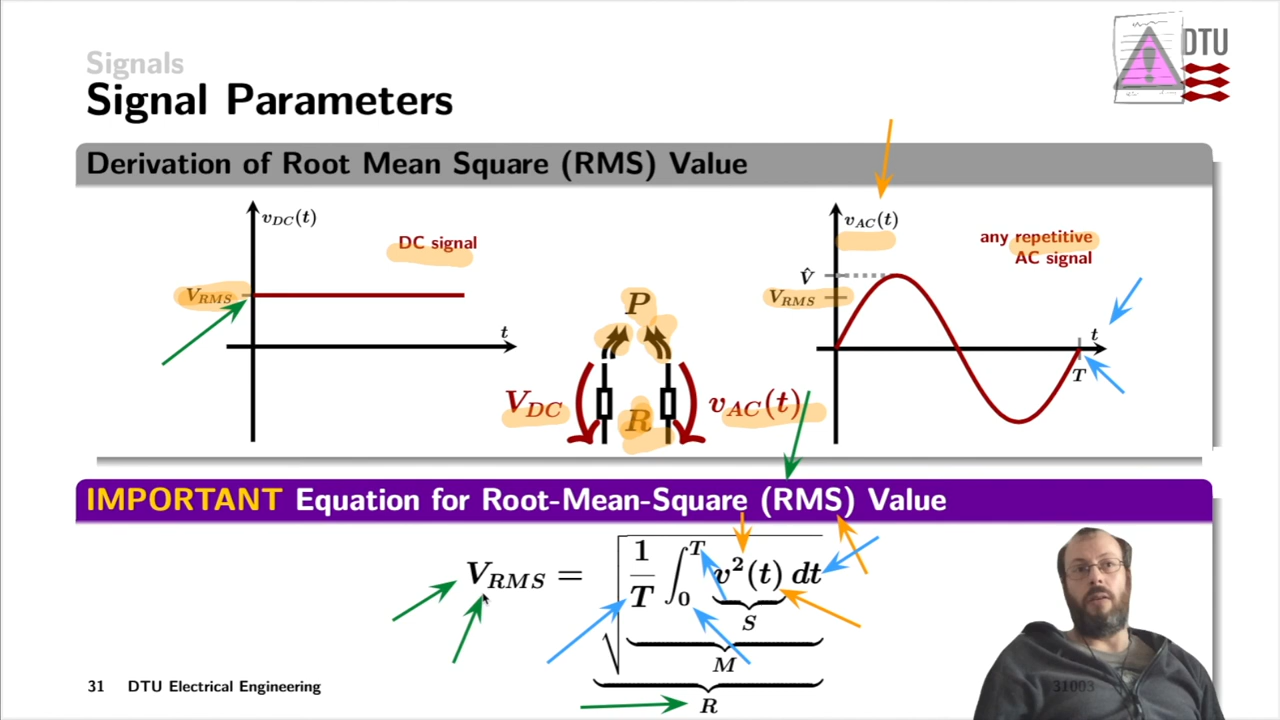 Signals
Signal Parameters
DTU
Derivation of Root Mean Square (RMS) Value
v_DC(t)
DC signal
V_RMS
t
P
V_DC
R
v_AC(t)
v_AC(t)
any repetitive
AC signal
V̂
V_RMS
t
T
IMPORTANT Equation for Root-Mean-Square (RMS) Value
V_RMS = √(1/T ∫_0^T v²(t) dt)
S
M
R
31 DTU Electrical Engineering
31003